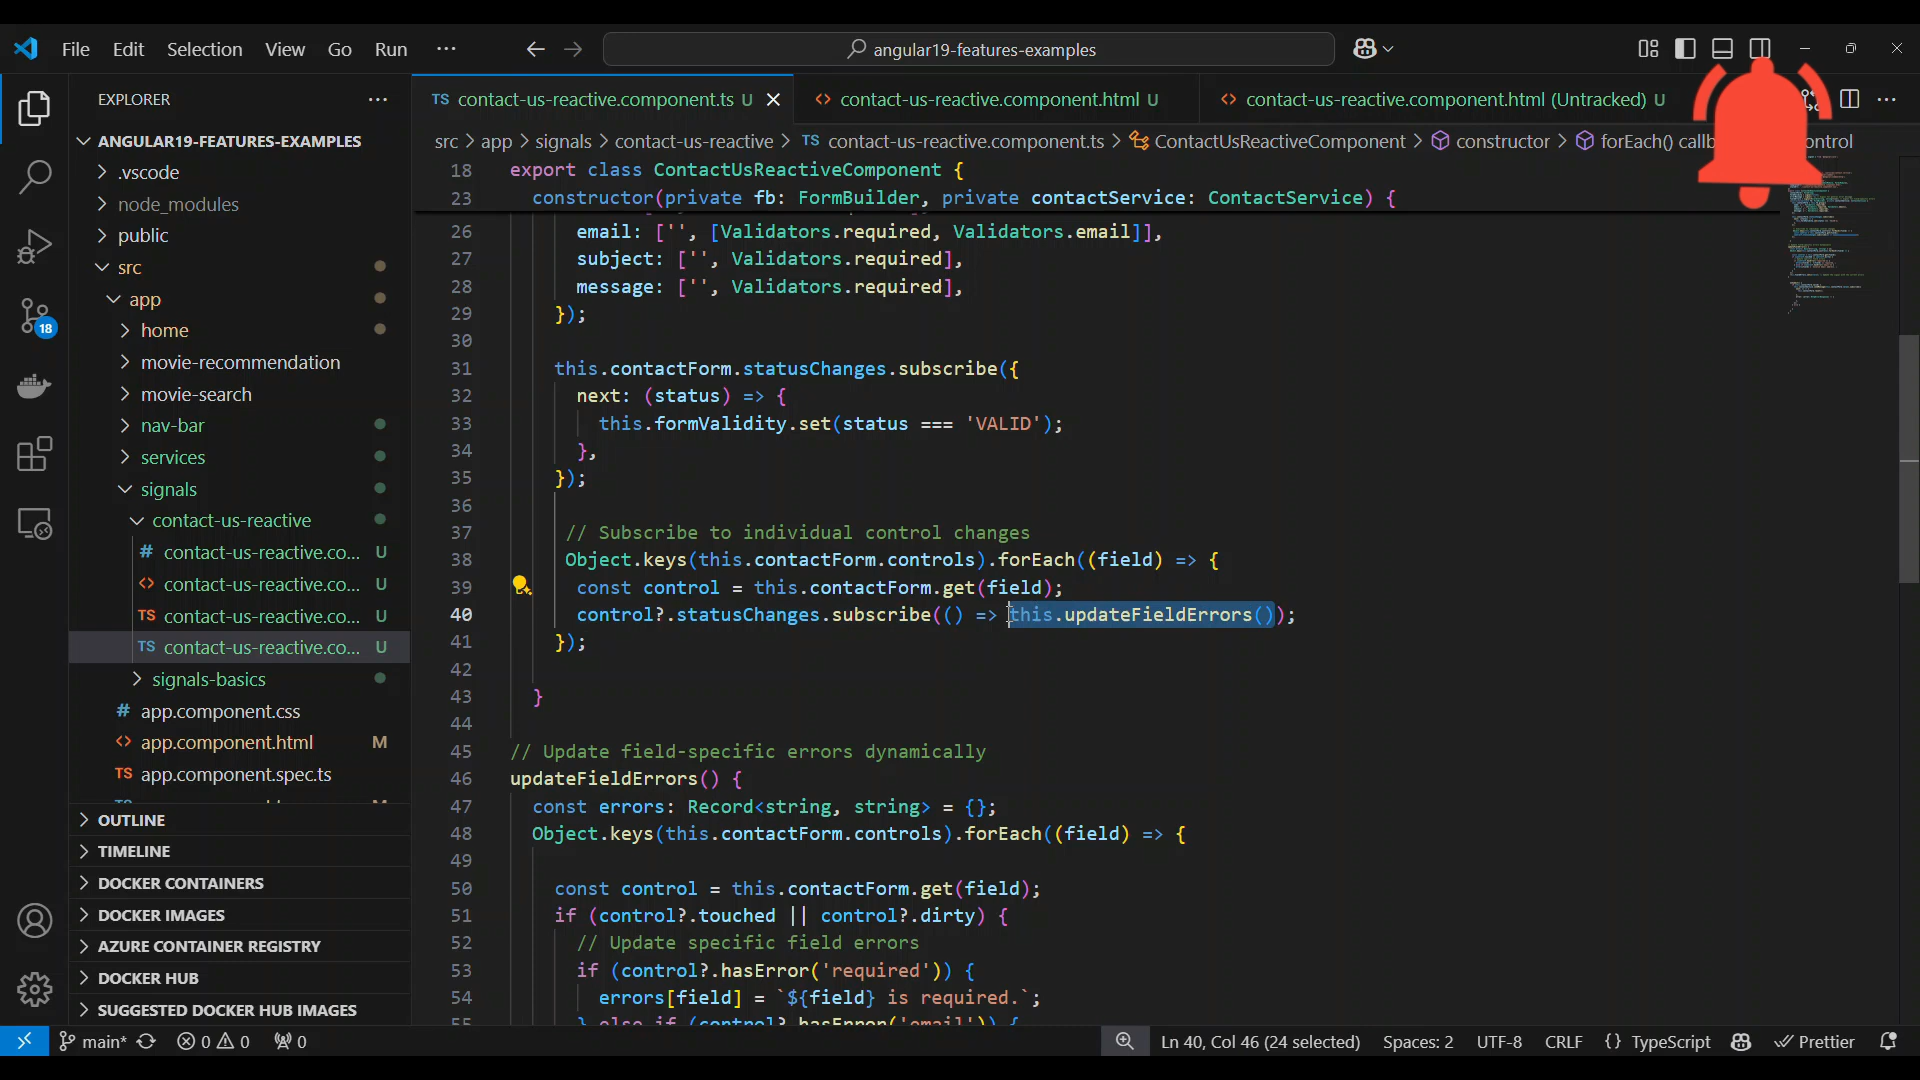 File Edit Selection View Go Run ...
angular19-features-examples
EXPLORER
contact-us-reactive.component.ts U
contact-us-reactive.component.html U
contact-us-reactive.component.html (Untracked) U
ANGULAR19-FEATURES-EXAMPLES
.vscode
node_modules
public
src
app
home
movie-recommendation
movie-search
nav-bar
services
signals
contact-us-reactive
# contact-us-reactive.co... U
<> contact-us-reactive.co... U
TS contact-us-reactive.co... U
TS contact-us-reactive.co... U
signals-basics
# app.component.css
<> app.component.html M
TS app.component.spec.ts
OUTLINE
TIMELINE
DOCKER CONTAINERS
DOCKER IMAGES
AZURE CONTAINER REGISTRY
DOCKER HUB
SUGGESTED DOCKER HUB IMAGES
18
src > app > signals > contact-us-reactive > TS contact-us-reactive.component.ts > ContactUsReactiveComponent > constructor > forEach() callb
18 export class ContactUsReactiveComponent {
23 constructor(private fb: FormBuilder, private contactService: ContactService) {
26 email: ['', [Validators.required, Validators.email]],
27 subject: ['', Validators.required],
28 message: ['', Validators.required],
29 });
30
31 this.contactForm.statusChanges.subscribe({
32 next: (status) => {
33 this.formValidity.set(status === 'VALID');
34 },
35 });
36
37 // Subscribe to individual control changes
38 Object.keys(this.contactForm.controls).forEach((field) => {
39 const control = this.contactForm.get(field);
40 control?.statusChanges.subscribe(() => this.updateFieldErrors());
41 });
42
43 }
44
45 // Update field-specific errors dynamically
46 updateFieldErrors() {
47 const errors: Record<string, string> = {};
48 Object.keys(this.contactForm.controls).forEach((field) => {
49
50 const control = this.contactForm.get(field);
51 if (control?.touched || control?.dirty) {
52 // Update specific field errors
53 if (control?.hasError('required')) {
54 errors[field] = `${field} is required.`;
55 } else if (control?.hasError('email')) {
main* 0 0 0
Ln 40, Col 46 (24 selected) Spaces: 2 UTF-8 CRLF {} TypeScript Prettier